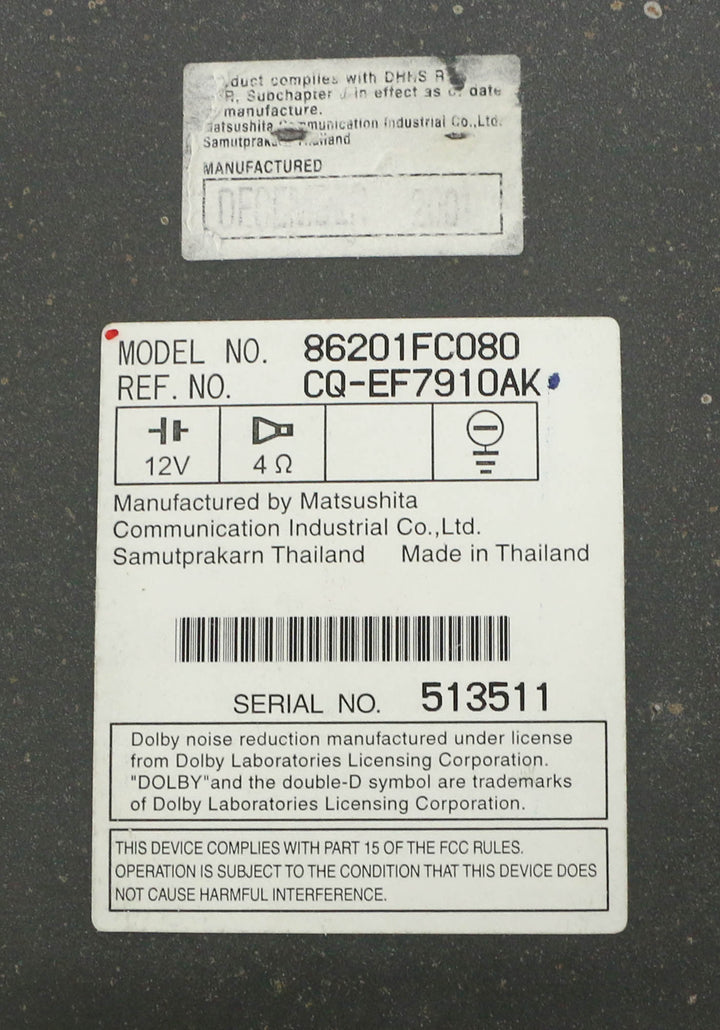 duct complies with DHHS R
R, Subchapter J in effect as of date
manufacture.
Matsushita Communication Industrial Co.,Ltd.
Samutprakarn Thailand
MANUFACTURED
DECEMBER 2001
MODEL NO. 86201FC080
REF. NO. CQ-EF7910AK
12V 4 Ω
Manufactured by Matsushita
Communication Industrial Co.,Ltd.
Samutprakarn Thailand Made in Thailand
SERIAL NO. 513511
Dolby noise reduction manufactured under license
from Dolby Laboratories Licensing Corporation.
"DOLBY"and the double-D symbol are trademarks
of Dolby Laboratories Licensing Corporation.
THIS DEVICE COMPLIES WITH PART 15 OF THE FCC RULES.
OPERATION IS SUBJECT TO THE CONDITION THAT THIS DEVICE DOES
NOT CAUSE HARMFUL INTERFERENCE.